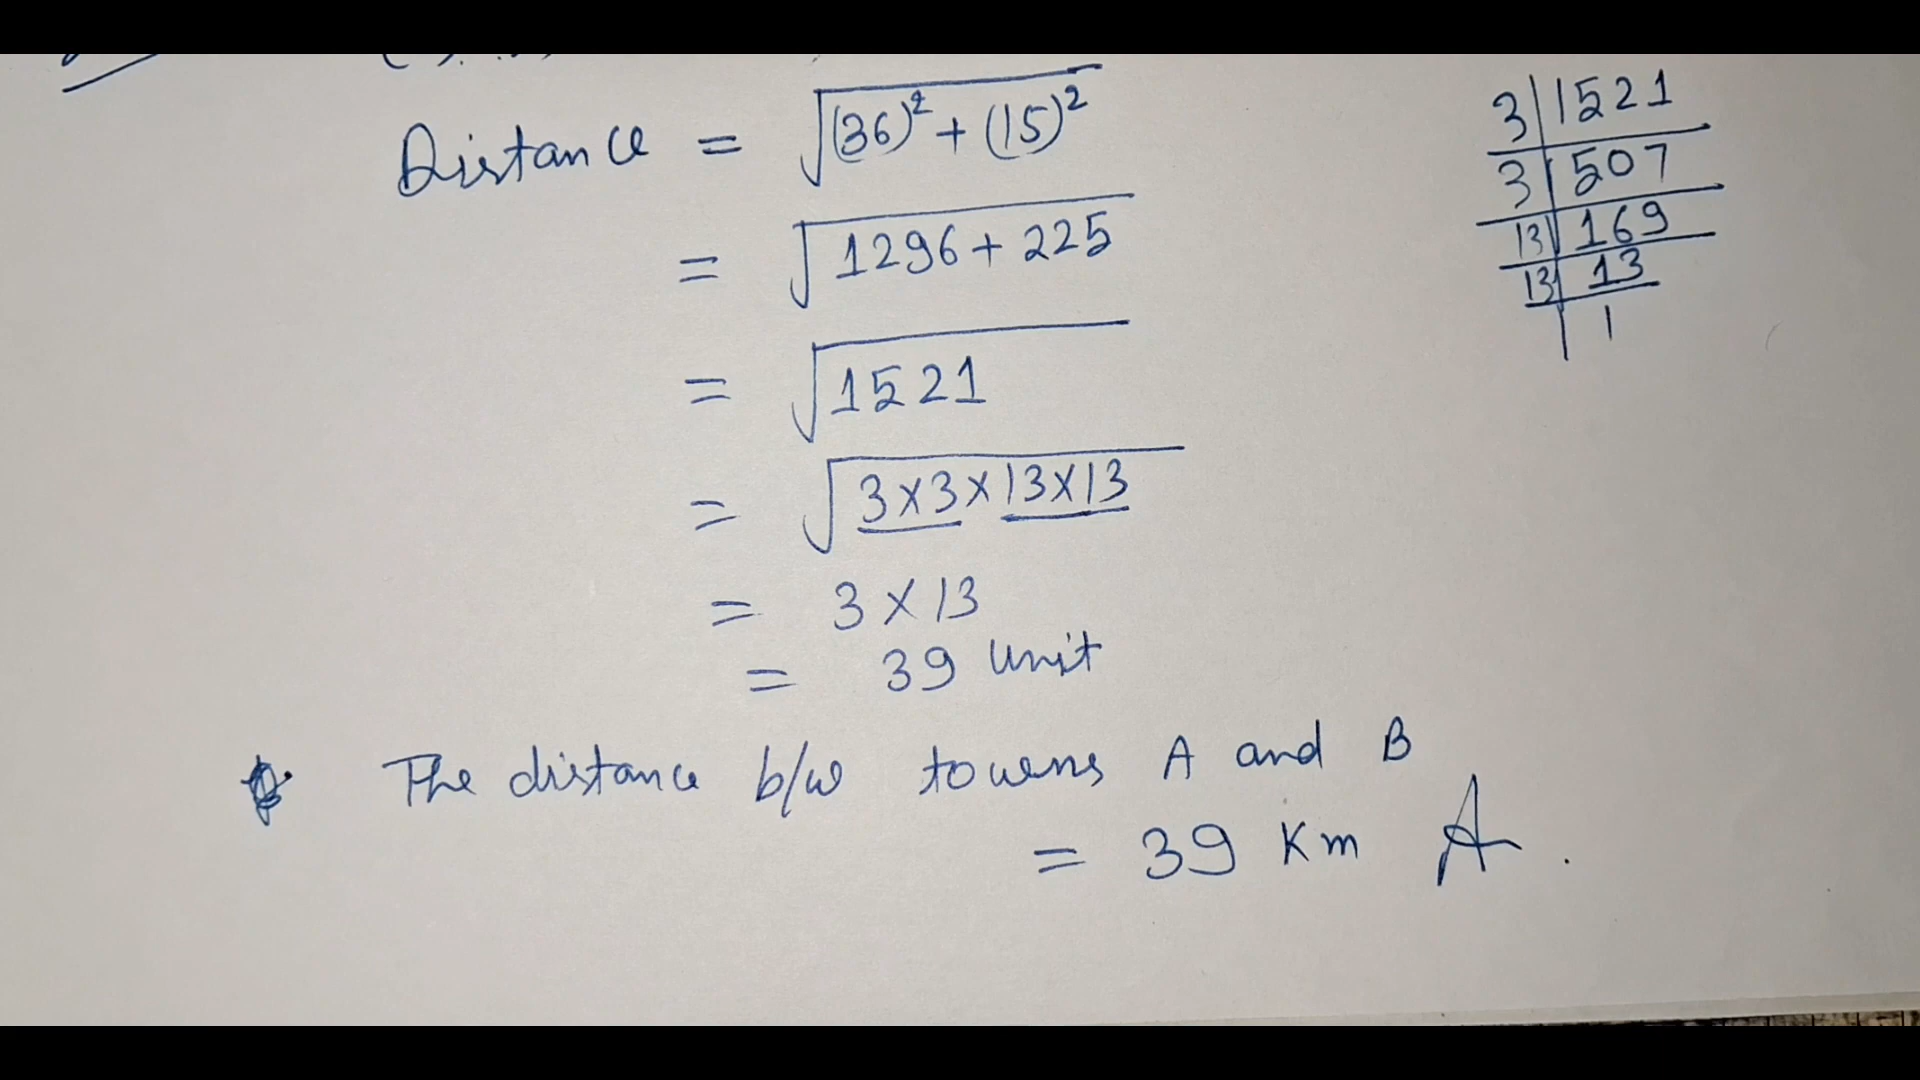 Distance = √(36)² + (15)²
= √1296 + 225
= √1521
= √3×3×13×13
= 3×13
= 39 Unit
The distance b/w towens A and B
= 39 Km A.
3|1521
3|507
13|169
13|13
|1